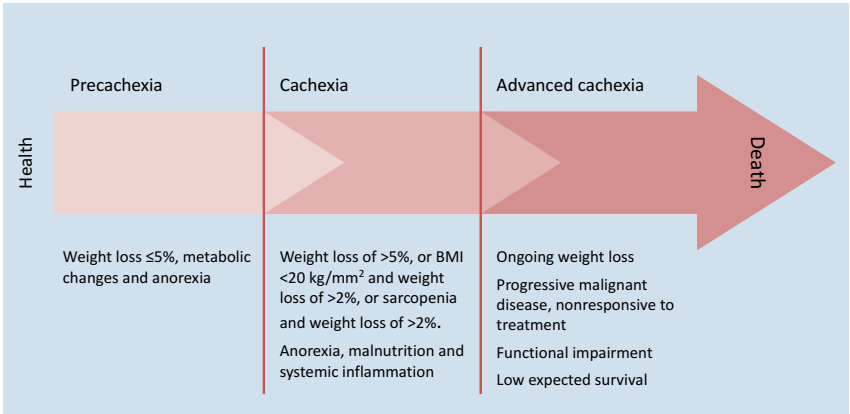 Precachexia
Cachexia
Advanced cachexia
Health
Death
Weight loss ≤5%, metabolic
changes and anorexia
Weight loss of >5%, or BMI
<20 kg/mm² and weight
loss of >2%, or sarcopenia
and weight loss of >2%.
Anorexia, malnutrition and
systemic inflammation
Ongoing weight loss
Progressive malignant
disease, nonresponsive to
treatment
Functional impairment
Low expected survival